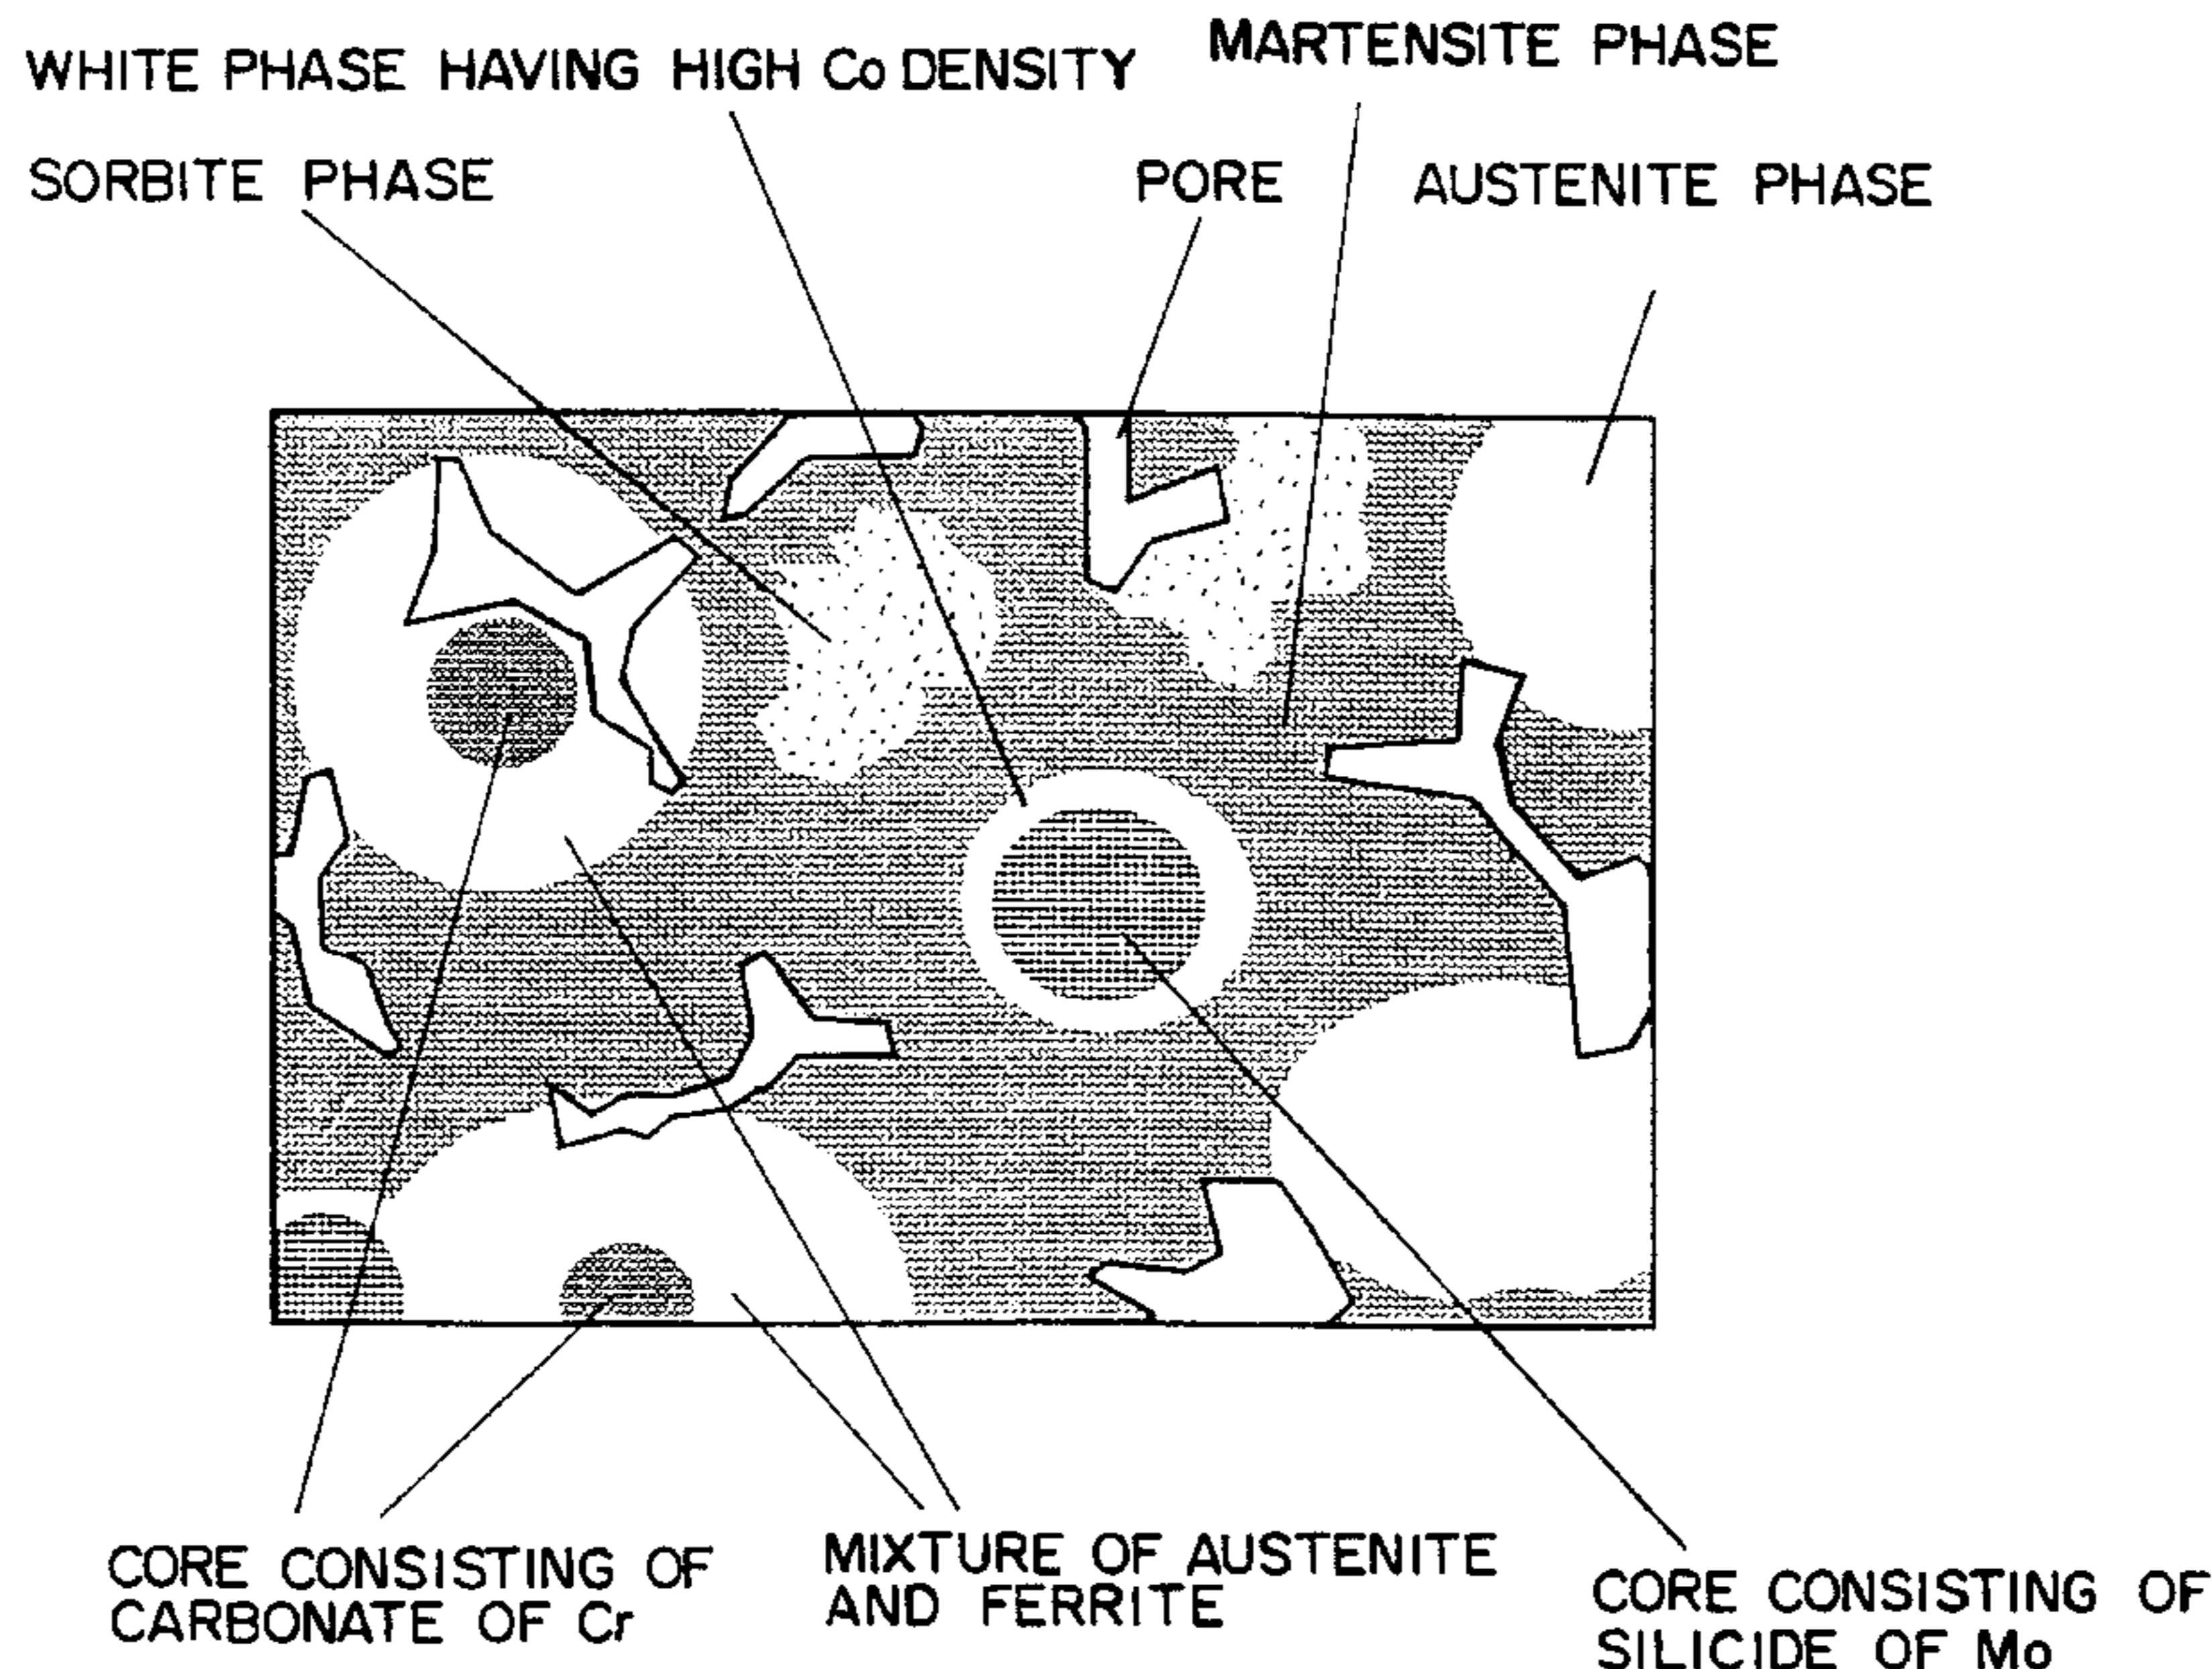 WHITE PHASE HAVING HIGH Co DENSITY
MARTENSITE PHASE
SORBITE PHASE
PORE
AUSTENITE PHASE
CORE CONSISTING OF
CARBONATE OF Cr
MIXTURE OF AUSTENITE
AND FERRITE
CORE CONSISTING OF
SILICIDE OF Mo